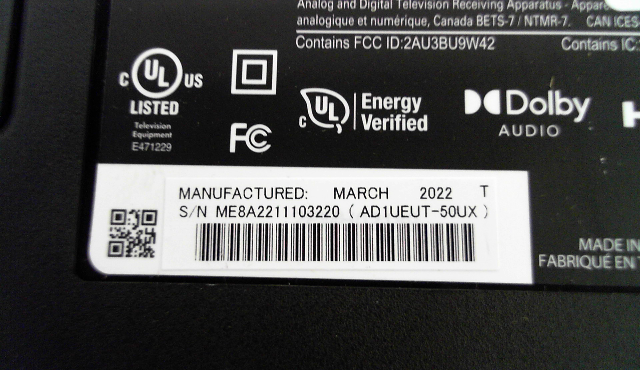 Analog and Digital Television Receiving Apparatus - Appare
analogique et numérique, Canada BETS-7 / NTMR-7. CAN ICES
Contains FCC ID:2AU3BU9W42 Contains IC:
C UL US
LISTED
Television
Equipment
E471229
FC
C UL Energy
Verified
Dolby
AUDIO
H
MANUFACTURED: MARCH 2022 T
S/N ME8A2211103220 ( AD1UEUT-50UX )
MADE IN
FABRIQUÉ EN T